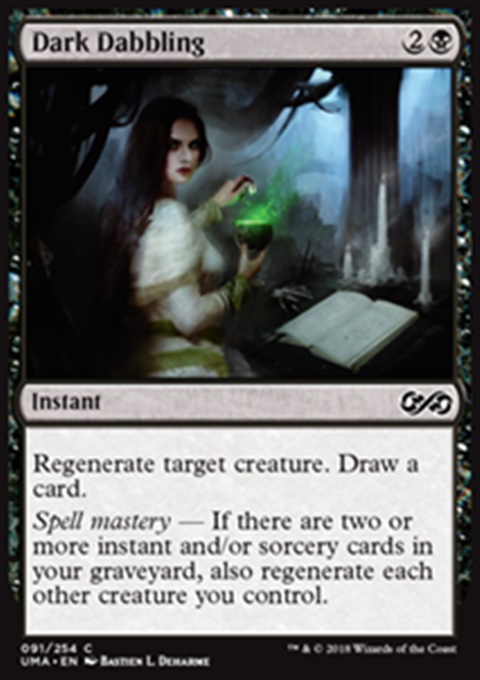 Dark Dabbling 2
Instant
Regenerate target creature. Draw a
card.
Spell mastery — If there are two or
more instant and/or sorcery cards in
your graveyard, also regenerate each
other creature you control.
091/254 C
UMA • EN Bastien L. Deharme
™ & © 2018 Wizards of the Coast